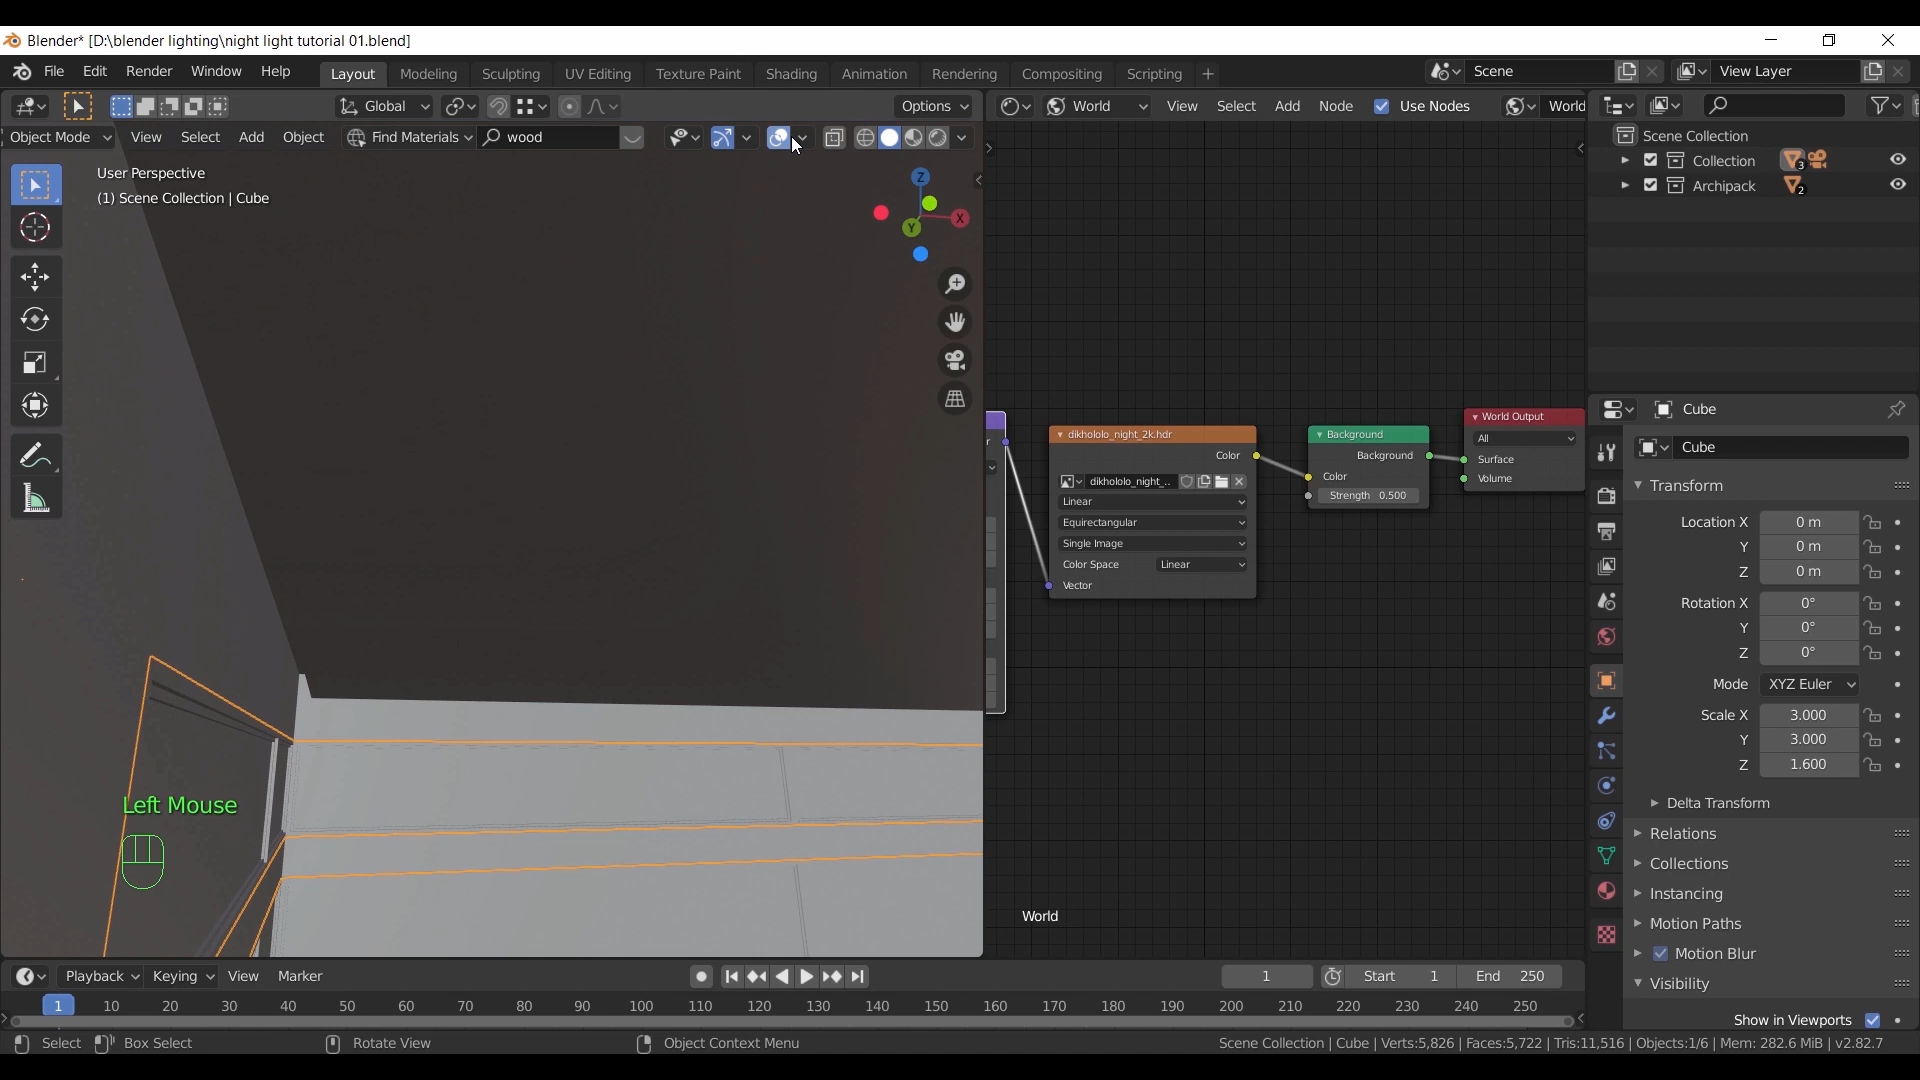 Blender* [D:\blender lighting\night light tutorial 01.blend]
File Edit Render Window Help Layout Modeling Sculpting UV Editing Texture Paint Shading Animation Rendering Compositing Scripting + Scene View Layer
Global Options World View Select Add Node Use Nodes World
Object Mode View Select Add Object Find Materials wood
Scene Collection
Collection 3
Archipack 2
User Perspective
(1) Scene Collection | Cube
Z
X
Y
r
dikhololo_night_2k.hdr
Color
dikhololo_night_..
Linear
Equirectangular
Single Image
Color Space Linear
Vector
Background
Background
Color
Strength 0.500
World Output
All
Surface
Volume
World
Cube
Cube
Transform
Location X 0 m
Y 0 m
Z 0 m
Rotation X 0°
Y 0°
Z 0°
Mode XYZ Euler
Scale X 3.000
Y 3.000
Z 1.600
Delta Transform
Relations
Collections
Instancing
Motion Paths
Motion Blur
Visibility
Show in Viewports
Left Mouse
Playback Keying View Marker 1 Start 1 End 250
1 10 20 30 40 50 60 70 80 90 100 110 120 130 140 150 160 170 180 190 200 210 220 230 240 250
Select Box Select Rotate View Object Context Menu Scene Collection | Cube | Verts:5,826 | Faces:5,722 | Tris:11,516 | Objects:1/6 | Mem: 282.6 MiB | v2.82.7